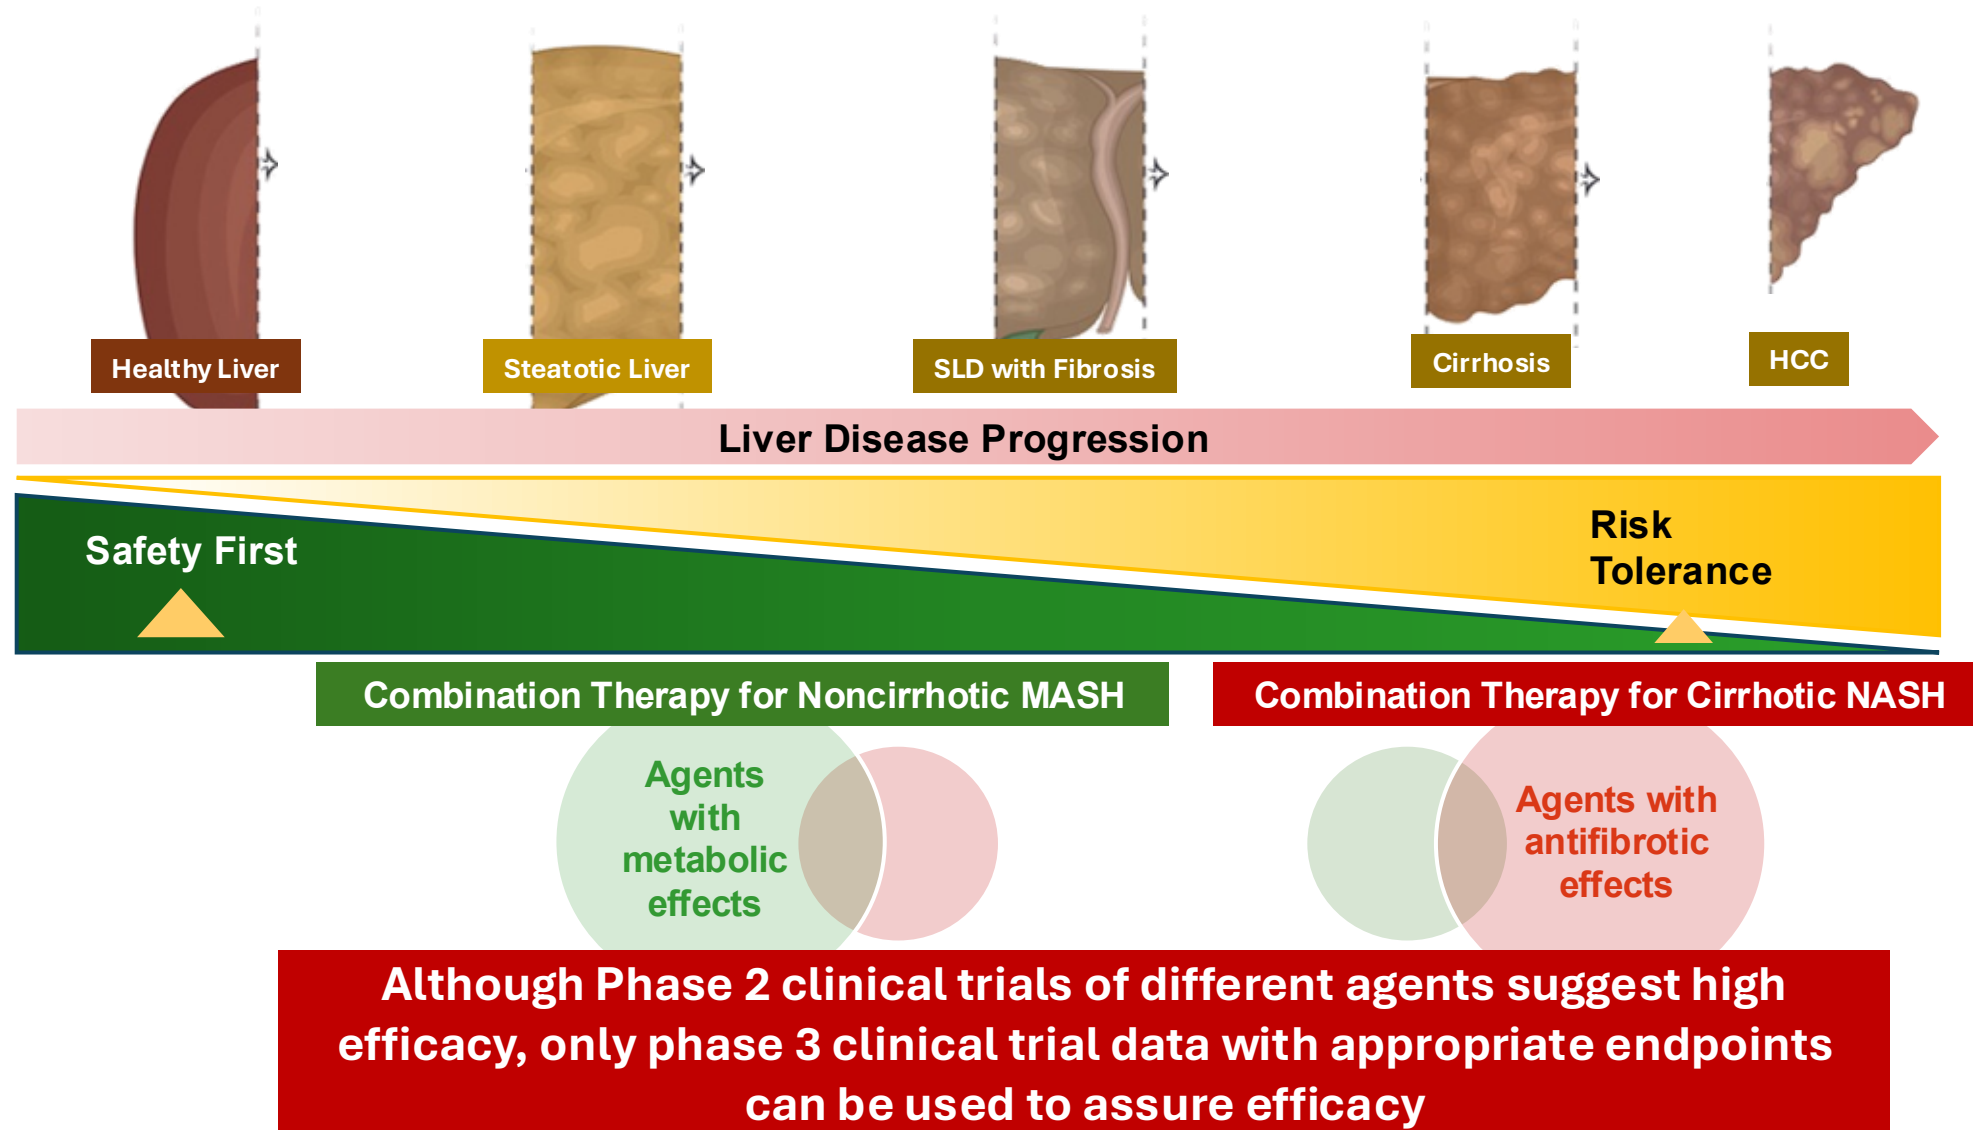 Healthy Liver
Steatotic Liver
SLD with Fibrosis
Cirrhosis
HCC
Liver Disease Progression
Safety First
Risk
Tolerance
Combination Therapy for Noncirrhotic MASH
Combination Therapy for Cirrhotic NASH
Agents
with
metabolic
effects
Agents with
antifibrotic
effects
Although Phase 2 clinical trials of different agents suggest high
efficacy, only phase 3 clinical trial data with appropriate endpoints
can be used to assure efficacy